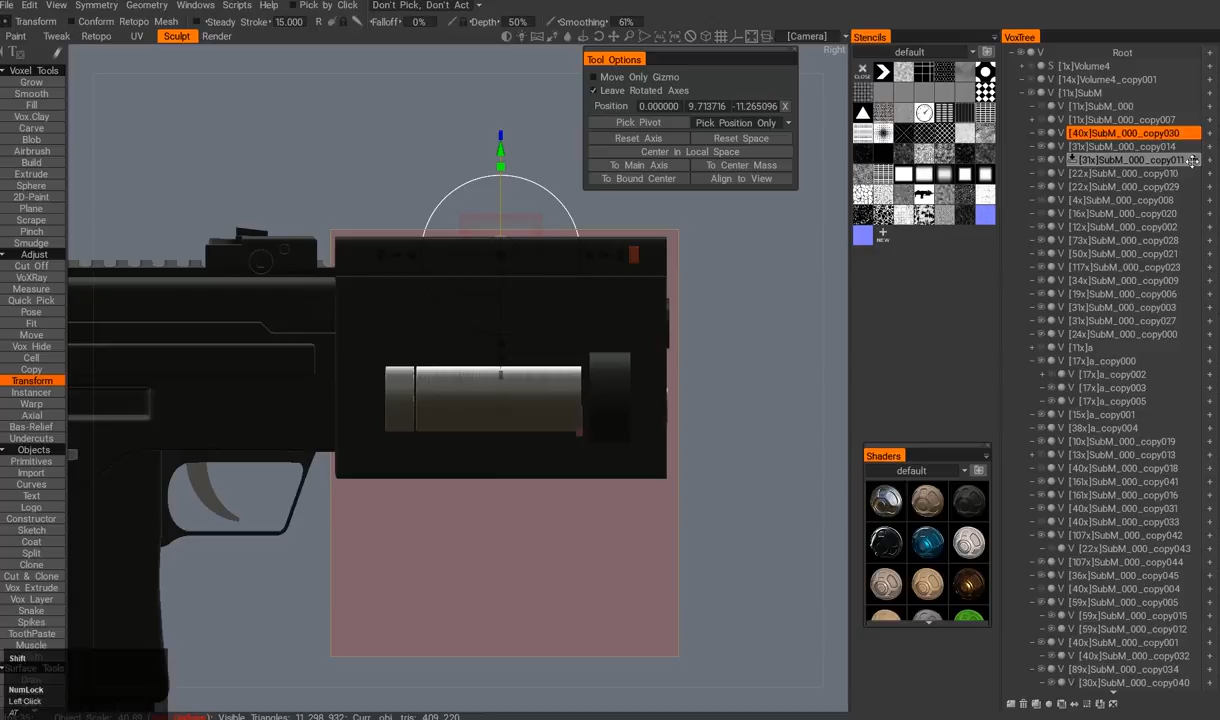 File Edit View Symmetry Geometry Windows Scripts Help Pick by Click Don't Pick, Don't Act
Transform Conform Retopo Mesh Steady Stroke 15.000 R Falloff 0% Depth: 50% Smoothing: 61%
Paint Tweak Retopo UV Sculpt Render [Camera]
Right
Voxel Tools
Grow
Smooth
Fill
Vox.Clay
Carve
Blob
Airbrush
Build
Extrude
Sphere
2D-Paint
Plane
Scrape
Pinch
Smudge
Adjust
Cut Off
VoXRay
Measure
Quick Pick
Pose
Fit
Move
Vox Hide
Cell
Copy
Transform
Instancer
Warp
Axial
Bas-Relief
Undercuts
Objects
Primitives
Import
Curves
Text
Logo
Constructor
Sketch
Coat
Split
Clone
Cut & Clone
Vox Extrude
Vox Layer
Snake
Spikes
ToothPaste
Muscle
Shift
Surface Tools
NumLock
Left Click
Tool Options
Move Only Gizmo
Leave Rotated Axes
Position 0.000000 9.713716 -11.265096 X
Pick Pivot Pick Position Only
Reset Axis Reset Space
Center In Local Space
To Main Axis To Center Mass
To Bound Center Align to View
Stencils
default
CLOSE
NEW
Shaders
default
VoxTree
V Root
S [1x]Volume4
V [14x]Volume4_copy001
V [11x]SubM
V [11x]SubM_000
V [11x]SubM_000_copy007
V [40x]SubM_000_copy030
V [31x]SubM_000_copy014
V [31x]SubM_000_copy011
V [22x]SubM_000_copy010
V [22x]SubM_000_copy029
V [4x]SubM_000_copy008
V [16x]SubM_000_copy020
V [12x]SubM_000_copy002
V [73x]SubM_000_copy028
V [50x]SubM_000_copy021
V [117x]SubM_000_copy023
V [34x]SubM_000_copy009
V [19x]SubM_000_copy006
V [31x]SubM_000_copy003
V [31x]SubM_000_copy027
V [24x]SubM_000_copy000
V [11x]a
V [17x]a_copy000
V [17x]a_copy002
V [17x]a_copy003
V [17x]a_copy005
V [15x]a_copy001
V [38x]a_copy004
V [10x]SubM_000_copy019
V [13x]SubM_000_copy013
V [40x]SubM_000_copy018
V [161x]SubM_000_copy041
V [161x]SubM_000_copy016
V [40x]SubM_000_copy031
V [40x]SubM_000_copy033
V [107x]SubM_000_copy042
V [22x]SubM_000_copy043
V [107x]SubM_000_copy044
V [36x]SubM_000_copy045
V [40x]SubM_000_copy004
V [59x]SubM_000_copy005
V [59x]SubM_000_copy015
V [59x]SubM_000_copy012
V [40x]SubM_000_copy001
V [40x]SubM_000_copy032
V [89x]SubM_000_copy034
V [30x]SubM_000_copy040
Object Scale: Visible Triangles: 11 298 932; Curr. obj. tris: 409 220